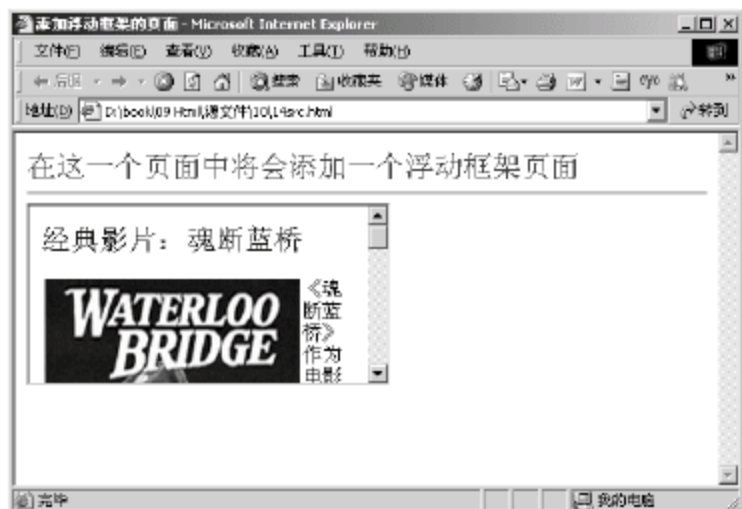 添加浮动框架的页面 - Microsoft Internet Explorer
文件(F) 编辑(E) 查看(V) 收藏(A) 工具(T) 帮助(H)
后退 搜索 收藏夹 媒体
地址(D) D:\book\09 Html\源文件\10\14src.html 转到
在这一个页面中将会添加一个浮动框架页面
经典影片：魂断蓝桥
WATERLOO
BRIDGE
《魂
断蓝
桥》
作为
电影
完毕 我的电脑